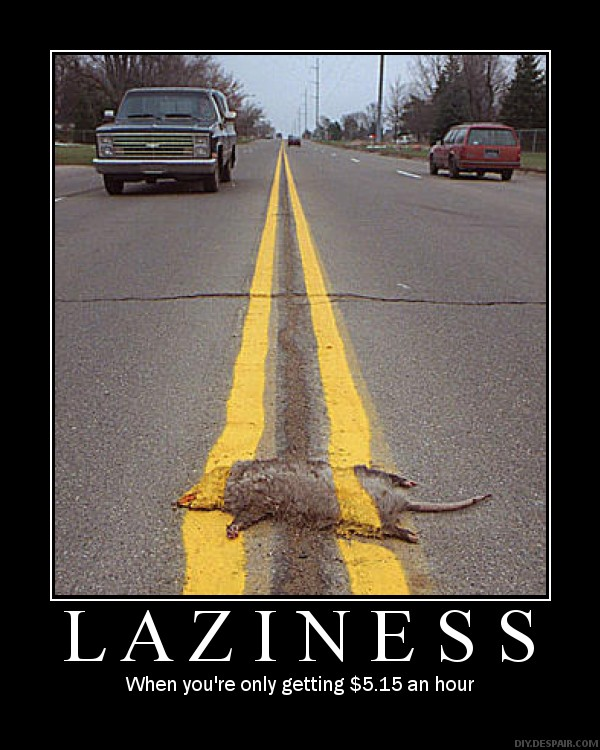 LAZINESS
When you're only getting $5.15 an hour
DIY.DESPAIR.COM